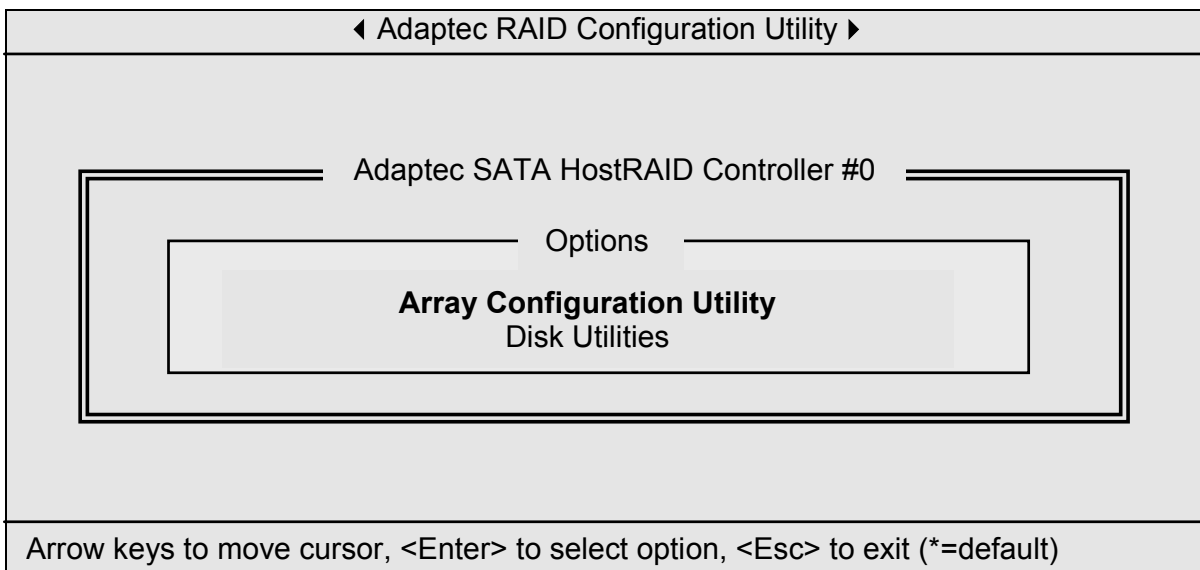 Adaptec RAID Configuration Utility
Adaptec SATA HostRAID Controller #0
Options
Array Configuration Utility
Disk Utilities
Arrow keys to move cursor, <Enter> to select option, <Esc> to exit (*=default)